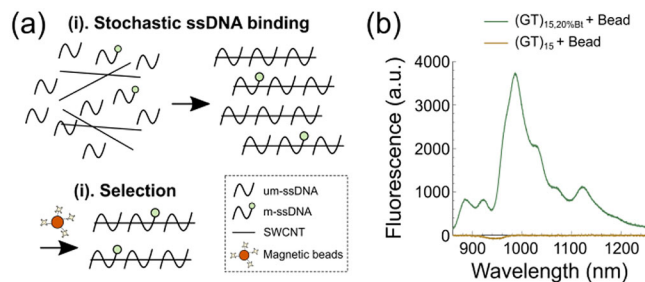 (a)
(i). Stochastic ssDNA binding
(i). Selection
um-ssDNA
m-ssDNA
SWCNT
Magnetic beads
(b)
(GT)15,20%Bt + Bead
(GT)15 + Bead
Fluorescence (a.u.)
4000
3000
2000
1000
0
900 1000 1100 1200
Wavelength (nm)